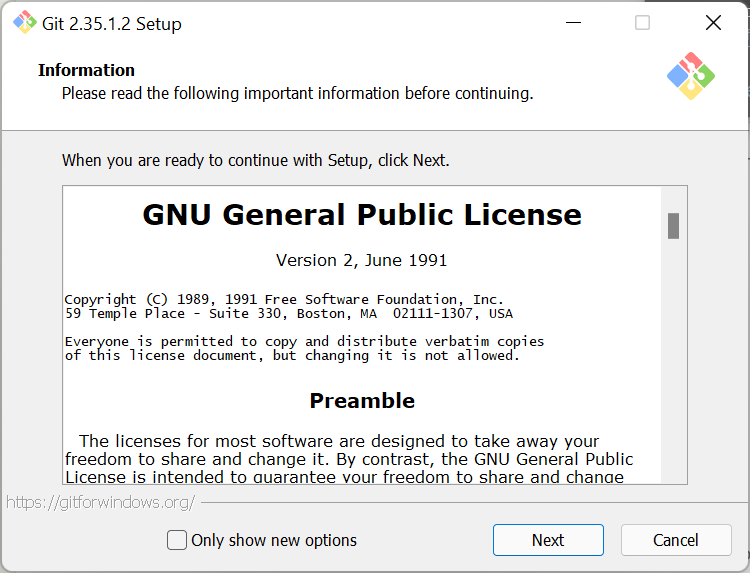 Git 2.35.1.2 Setup
Information
Please read the following important information before continuing.
When you are ready to continue with Setup, click Next.
GNU General Public License
Version 2, June 1991
Copyright (C) 1989, 1991 Free Software Foundation, Inc.
59 Temple Place - Suite 330, Boston, MA  02111-1307, USA
Everyone is permitted to copy and distribute verbatim copies
of this license document, but changing it is not allowed.
Preamble
The licenses for most software are designed to take away your
freedom to share and change it. By contrast, the GNU General Public
License is intended to guarantee your freedom to share and change
https://gitforwindows.org/
Only show new options
Next
Cancel